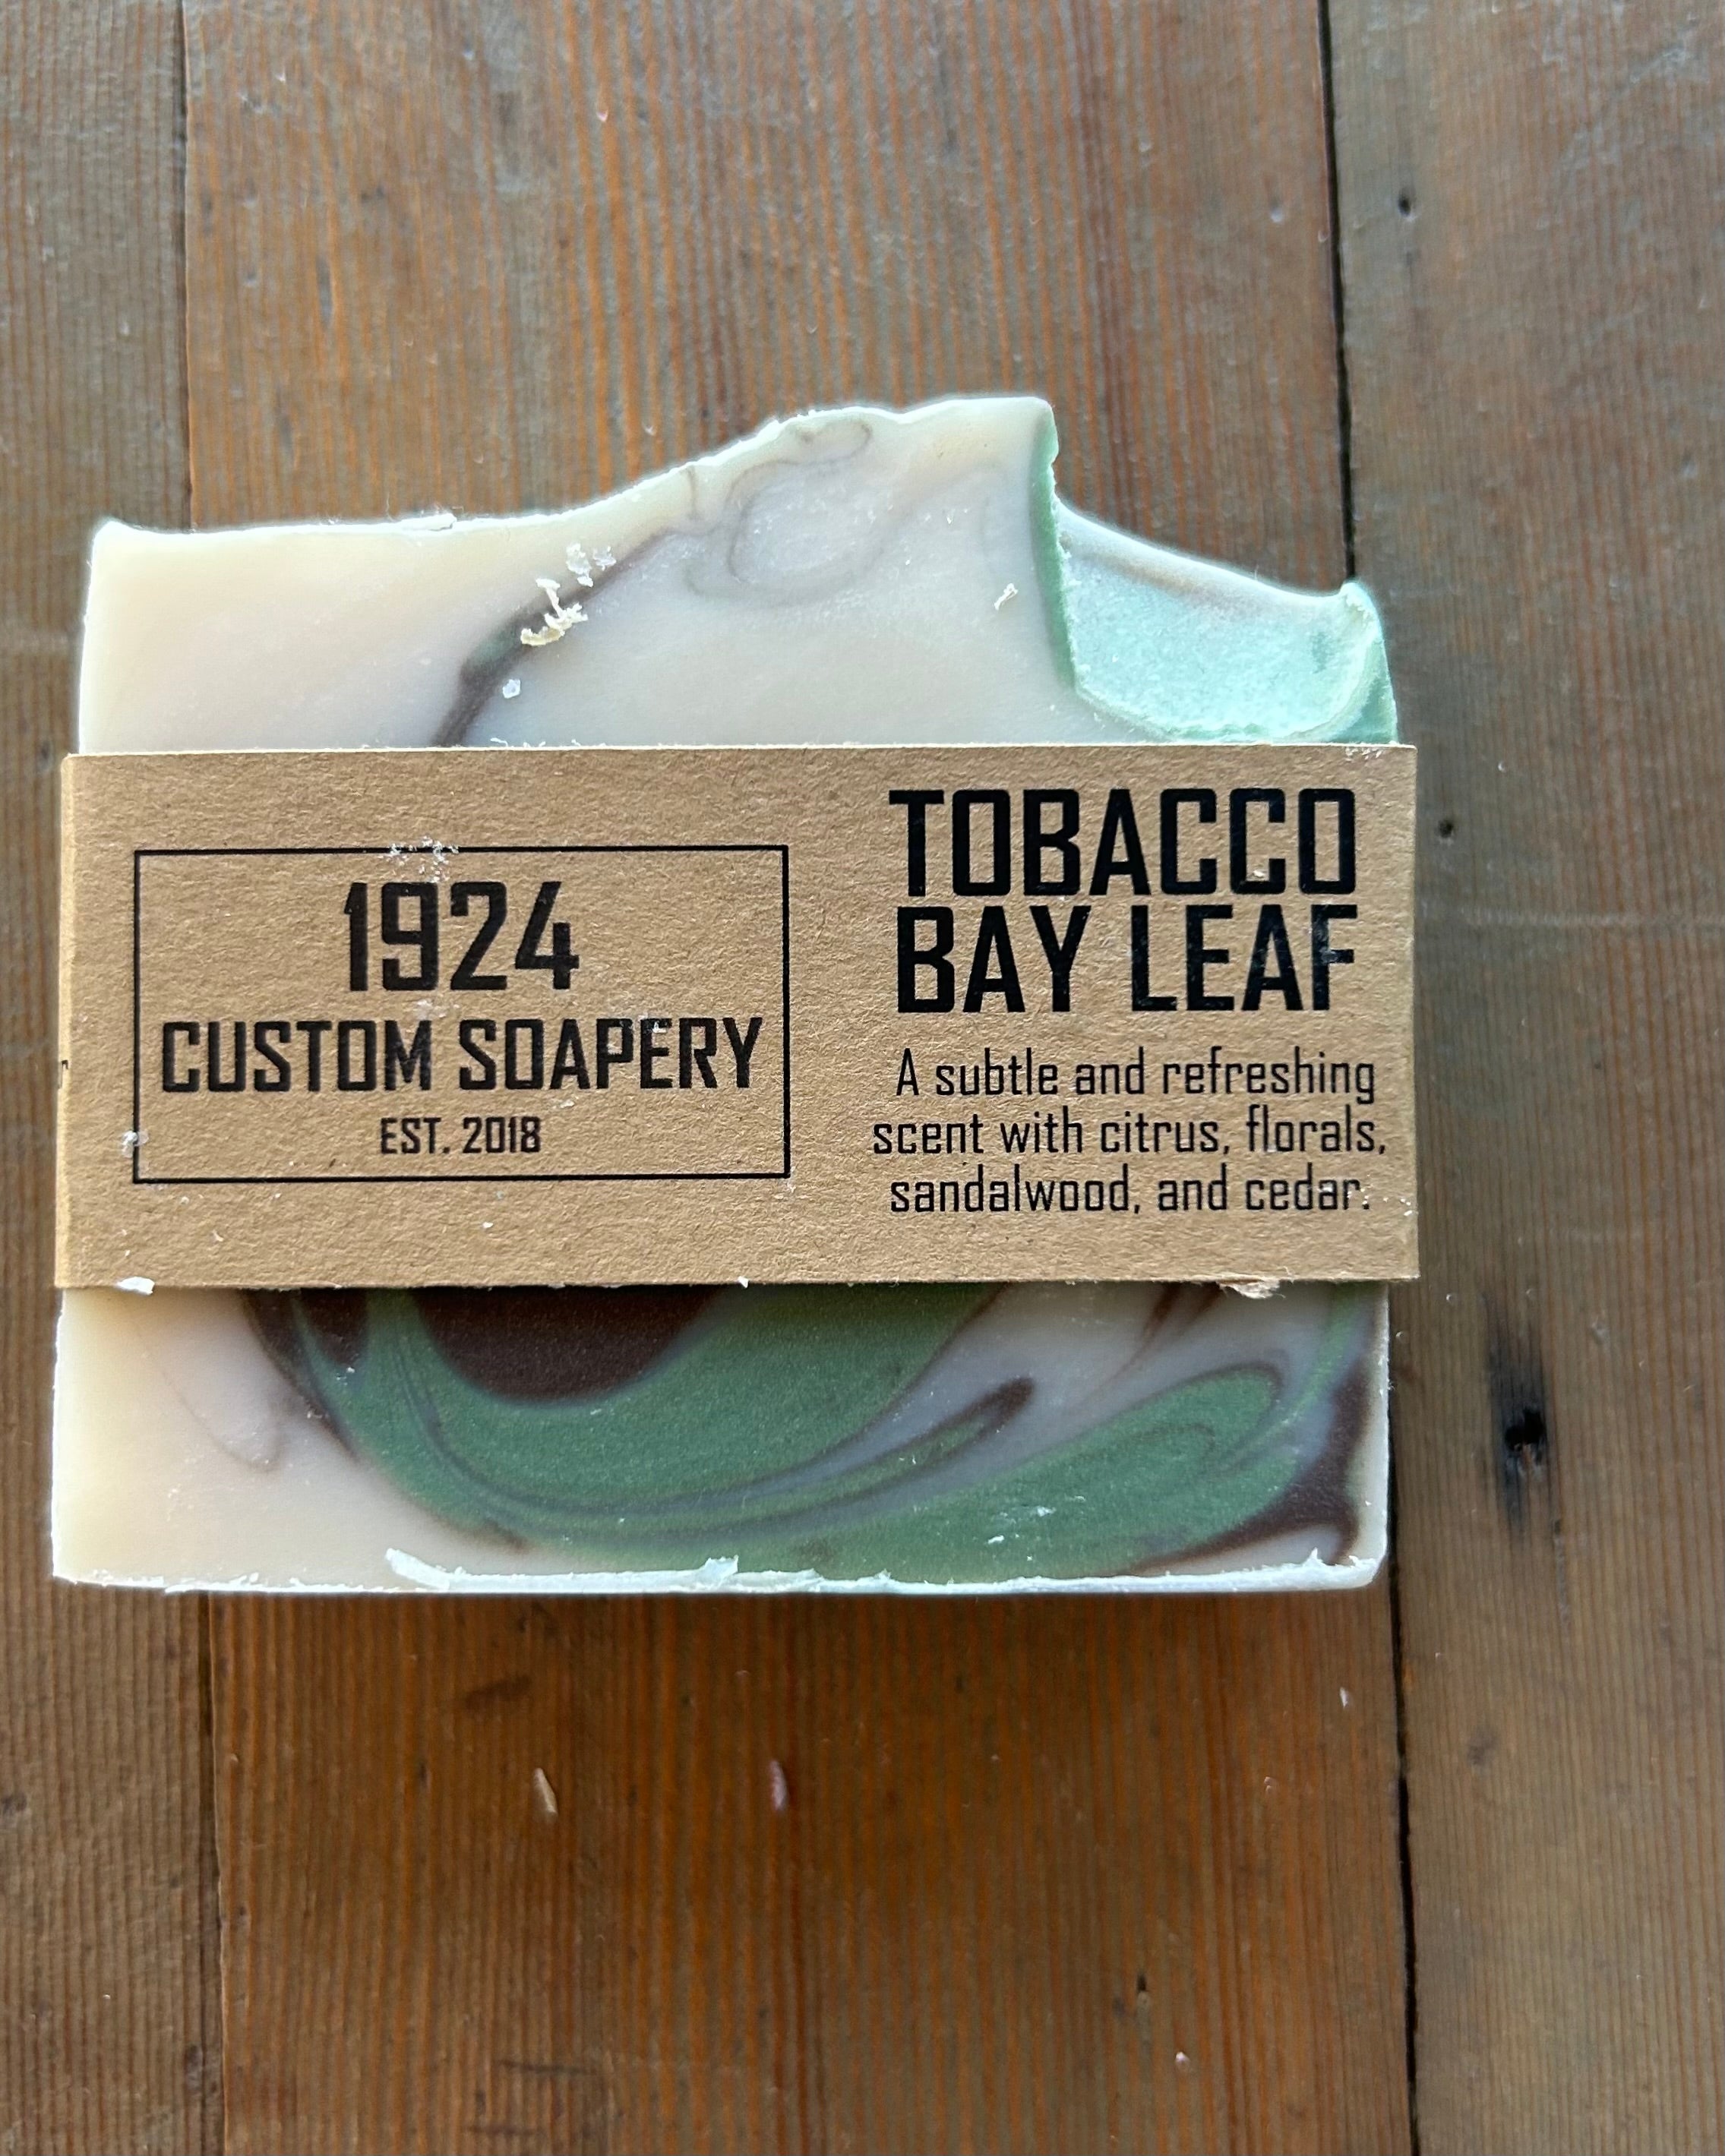 1924
CUSTOM SOAPERY
EST. 2018
TOBACCO
BAY LEAF
A subtle and refreshing
scent with citrus, florals,
sandalwood, and cedar.